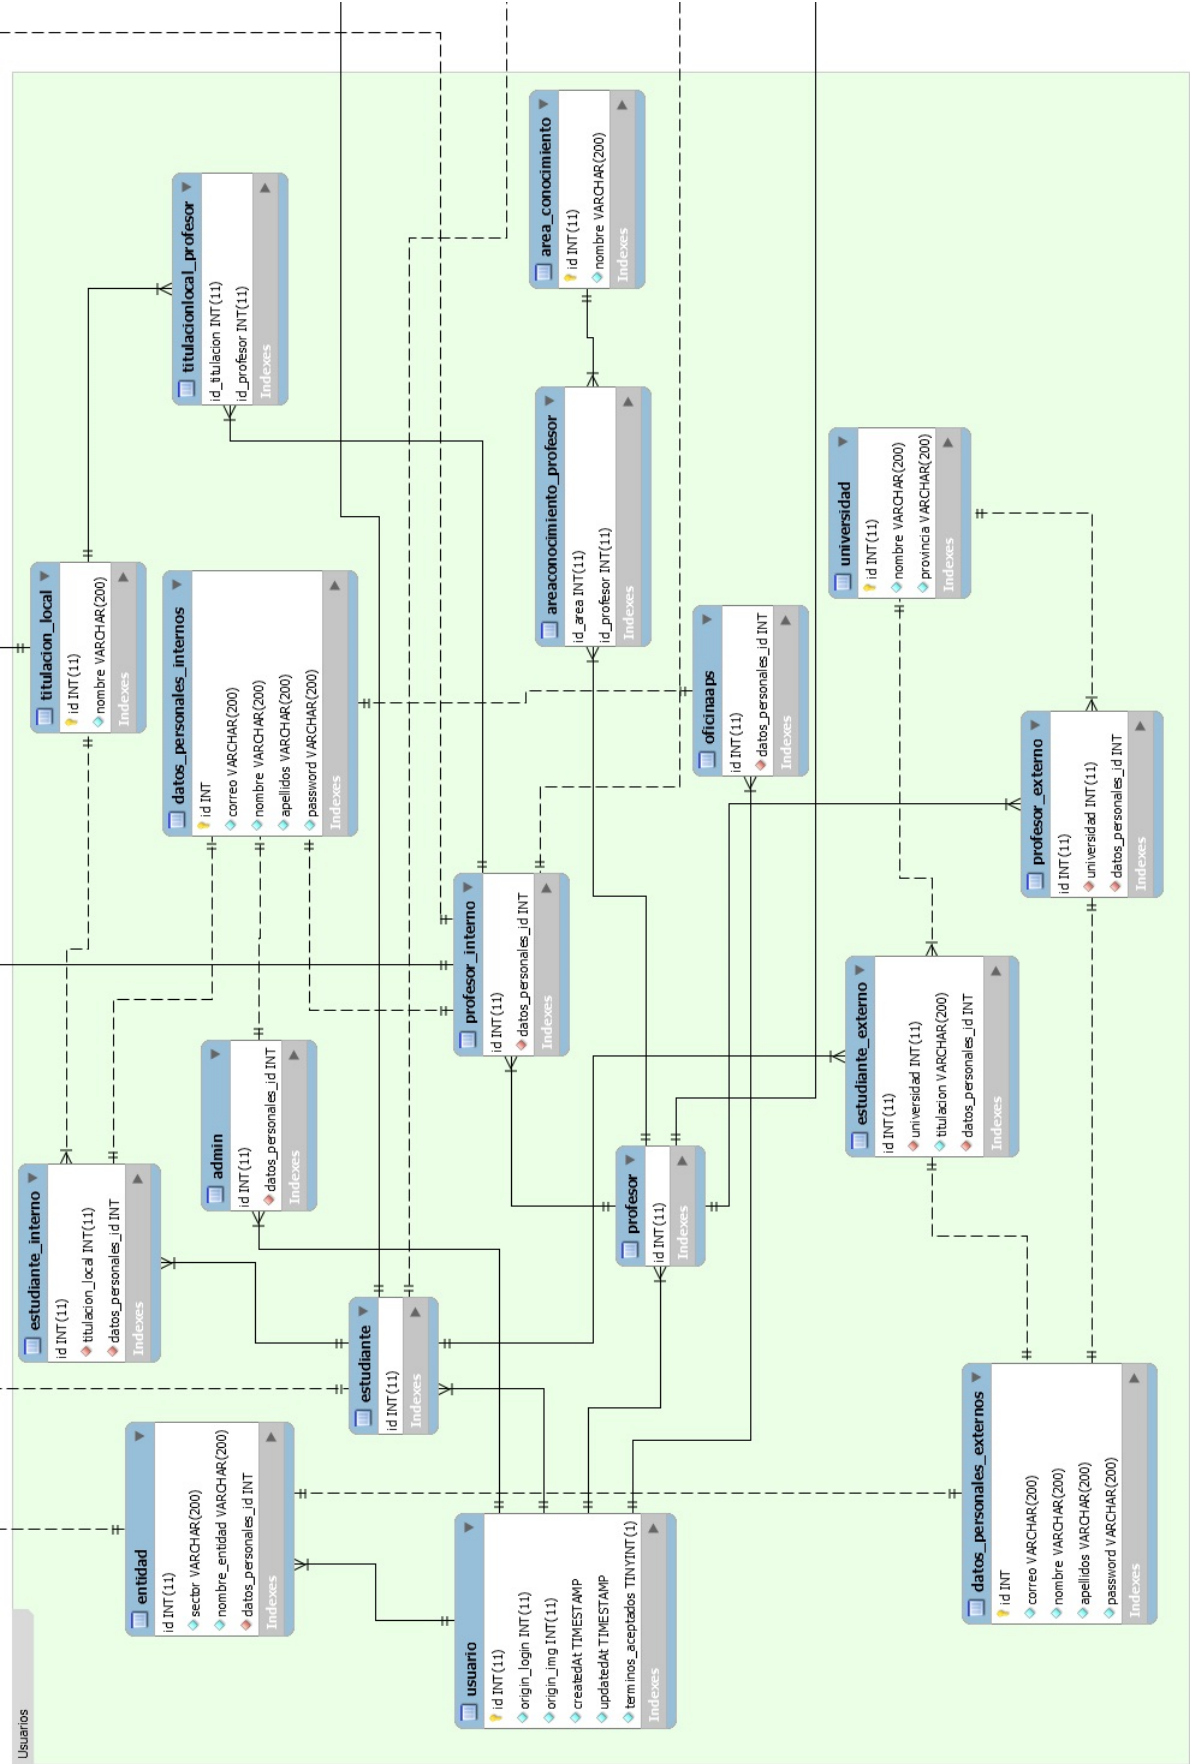 Usuarios
usuario
id INT(11)
origin_login INT(11)
origin_img INT(11)
createdAt TIMESTAMP
updatedAt TIMESTAMP
terminos_aceptados TINYINT(1)
Indexes
entidad
id INT(11)
sector VARCHAR(200)
nombre_entidad VARCHAR(200)
datos_personales_id INT
Indexes
datos_personales_externos
id INT
correo VARCHAR(200)
nombre VARCHAR(200)
apellidos VARCHAR(200)
password VARCHAR(200)
Indexes
estudiante
id INT(11)
Indexes
estudiante_interno
id INT(11)
titulacion_local INT(11)
datos_personales_id INT
Indexes
admin
id INT(11)
datos_personales_id INT
Indexes
profesor
id INT(11)
Indexes
estudiante_externo
id INT(11)
universidad INT(11)
titulacion VARCHAR(200)
datos_personales_id INT
Indexes
profesor_interno
id INT(11)
datos_personales_id INT
Indexes
profesor_externo
id INT(11)
universidad INT(11)
datos_personales_id INT
Indexes
datos_personales_internos
id INT
correo VARCHAR(200)
nombre VARCHAR(200)
apellidos VARCHAR(200)
password VARCHAR(200)
Indexes
titulacion_local
id INT(11)
nombre VARCHAR(200)
Indexes
oficinaaps
id INT(11)
datos_personales_id INT
Indexes
areaconocimiento_profesor
id_area INT(11)
id_profesor INT(11)
Indexes
universidad
id INT(11)
nombre VARCHAR(200)
provincia VARCHAR(200)
Indexes
titulacionlocal_profesor
id_titulacion INT(11)
id_profesor INT(11)
Indexes
area_conocimiento
id INT(11)
nombre VARCHAR(200)
Indexes